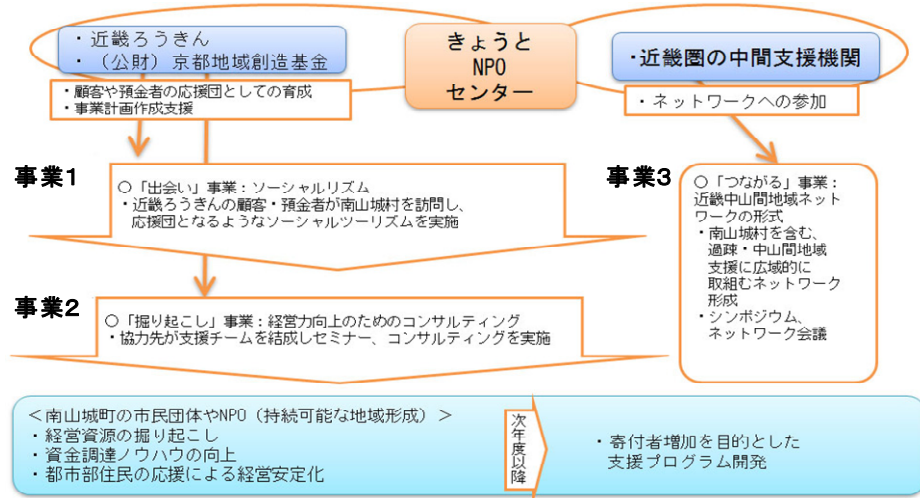 ・近畿ろうきん
・（公財）京都地域創造基金
きょうと
NPO
センター
・近畿圏の中間支援機関
・顧客や預金者の応援団としての育成
・事業計画作成支援
・ネットワークへの参加
事業1
○「出会い」事業：ソーシャルリズム
・近畿ろうきんの顧客・預金者が南山城村を訪問し、
応援団となるようなソーシャルツーリズムを実施
事業2
○「掘り起こし」事業：経営力向上のためのコンサルティング
・協力先が支援チームを結成しセミナー、コンサルティングを実施
事業3
○「つながる」事業：
近畿中山間地域ネット
ワークの形式
・南山城村を含む、
過疎・中山間地域
支援に広域的に
取組むネットワーク
形成
・シンポジウム、
ネットワーク会議
＜南山城町の市民団体やNPO（持続可能な地域形成）＞
・経営資源の掘り起こし
・資金調達ノウハウの向上
・都市部住民の応援による経営安定化
次年度以降
・寄付者増加を目的とした
支援プログラム開発